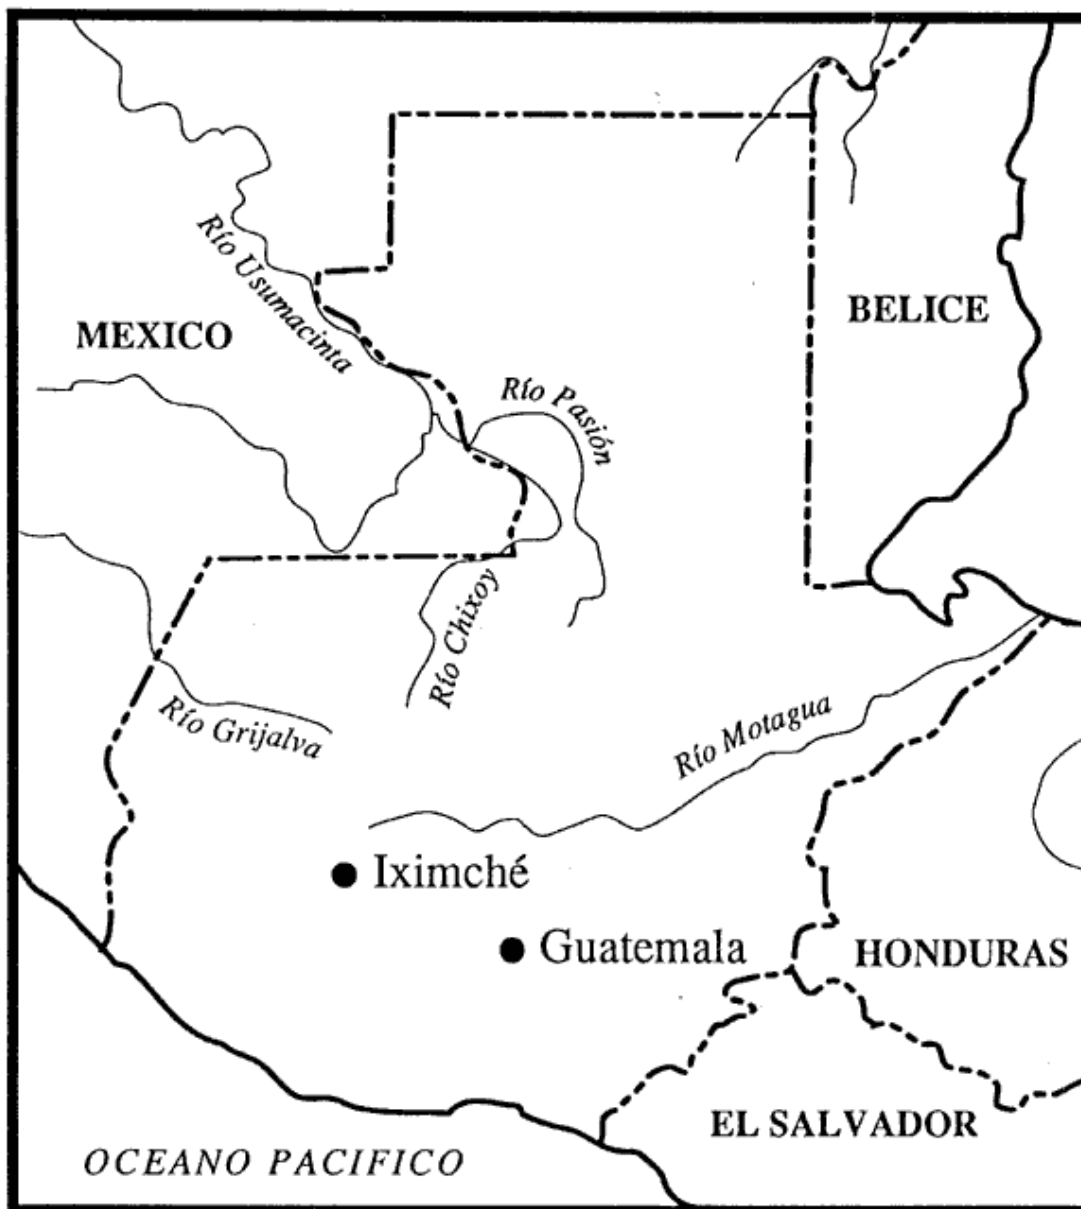 Río Usumacinta
BELICE
MEXICO
Río Pasión
Río Chixoy
Río Grijalva
Río Motagua
Iximché
Guatemala
HONDURAS
EL SALVADOR
OCEANO PACIFICO